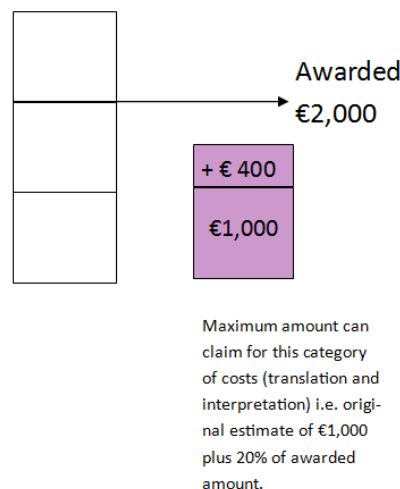 Awarded
€2,000
+ € 400
€1,000
Maximum amount can
claim for this category
of costs (translation and
interpretation) i.e. origi-
nal estimate of €1,000
plus 20% of awarded
amount.